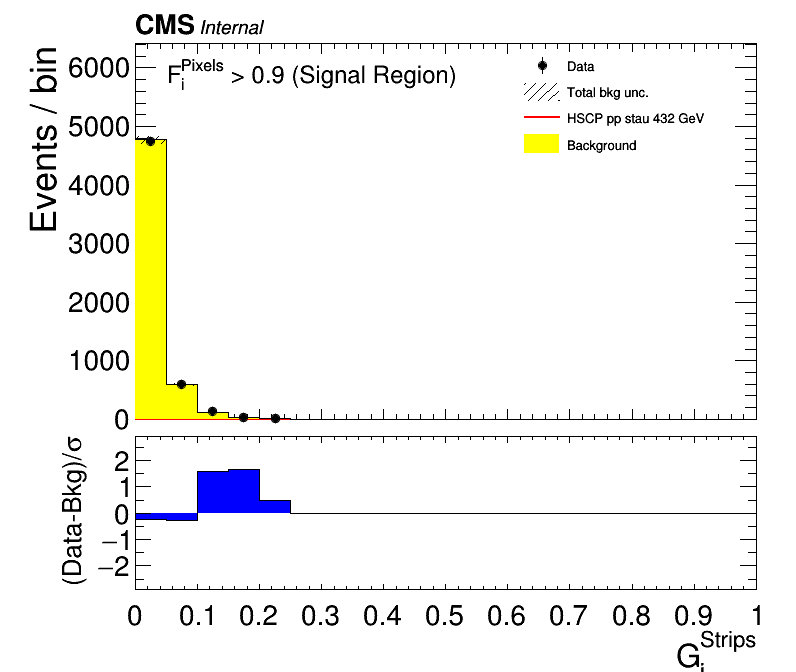 CMS Internal
Events / bin
6000
5000
4000
3000
2000
1000
0
F_i^Pixels > 0.9 (Signal Region)
Data
Total bkg unc.
HSCP pp stau 432 GeV
Background
(Data-Bkg)/σ
2
1
0
−1
−2
0 0.1 0.2 0.3 0.4 0.5 0.6 0.7 0.8 0.9 1
G_i^Strips